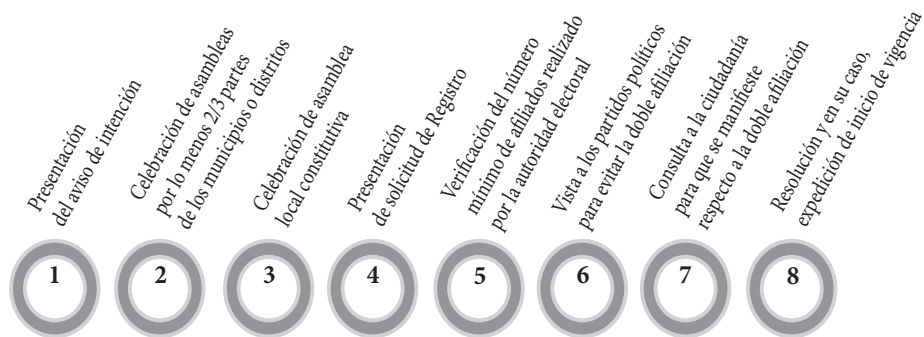 Presentación
del aviso de intención
Celebración de asambleas
por lo menos 2/3 partes
de los municipios o distritos
Celebración de asamblea
local constitutiva
Presentación
de solicitud de Registro
Verificación del número
mínimo de afiliados realizado
por la autoridad electoral
Vista a los partidos políticos
para evitar la doble afiliación
Consulta a la ciudadanía
para que se manifieste
respecto a la doble afiliación
Resolución y en su caso,
expedición de inicio de vigencia
1
2
3
4
5
6
7
8